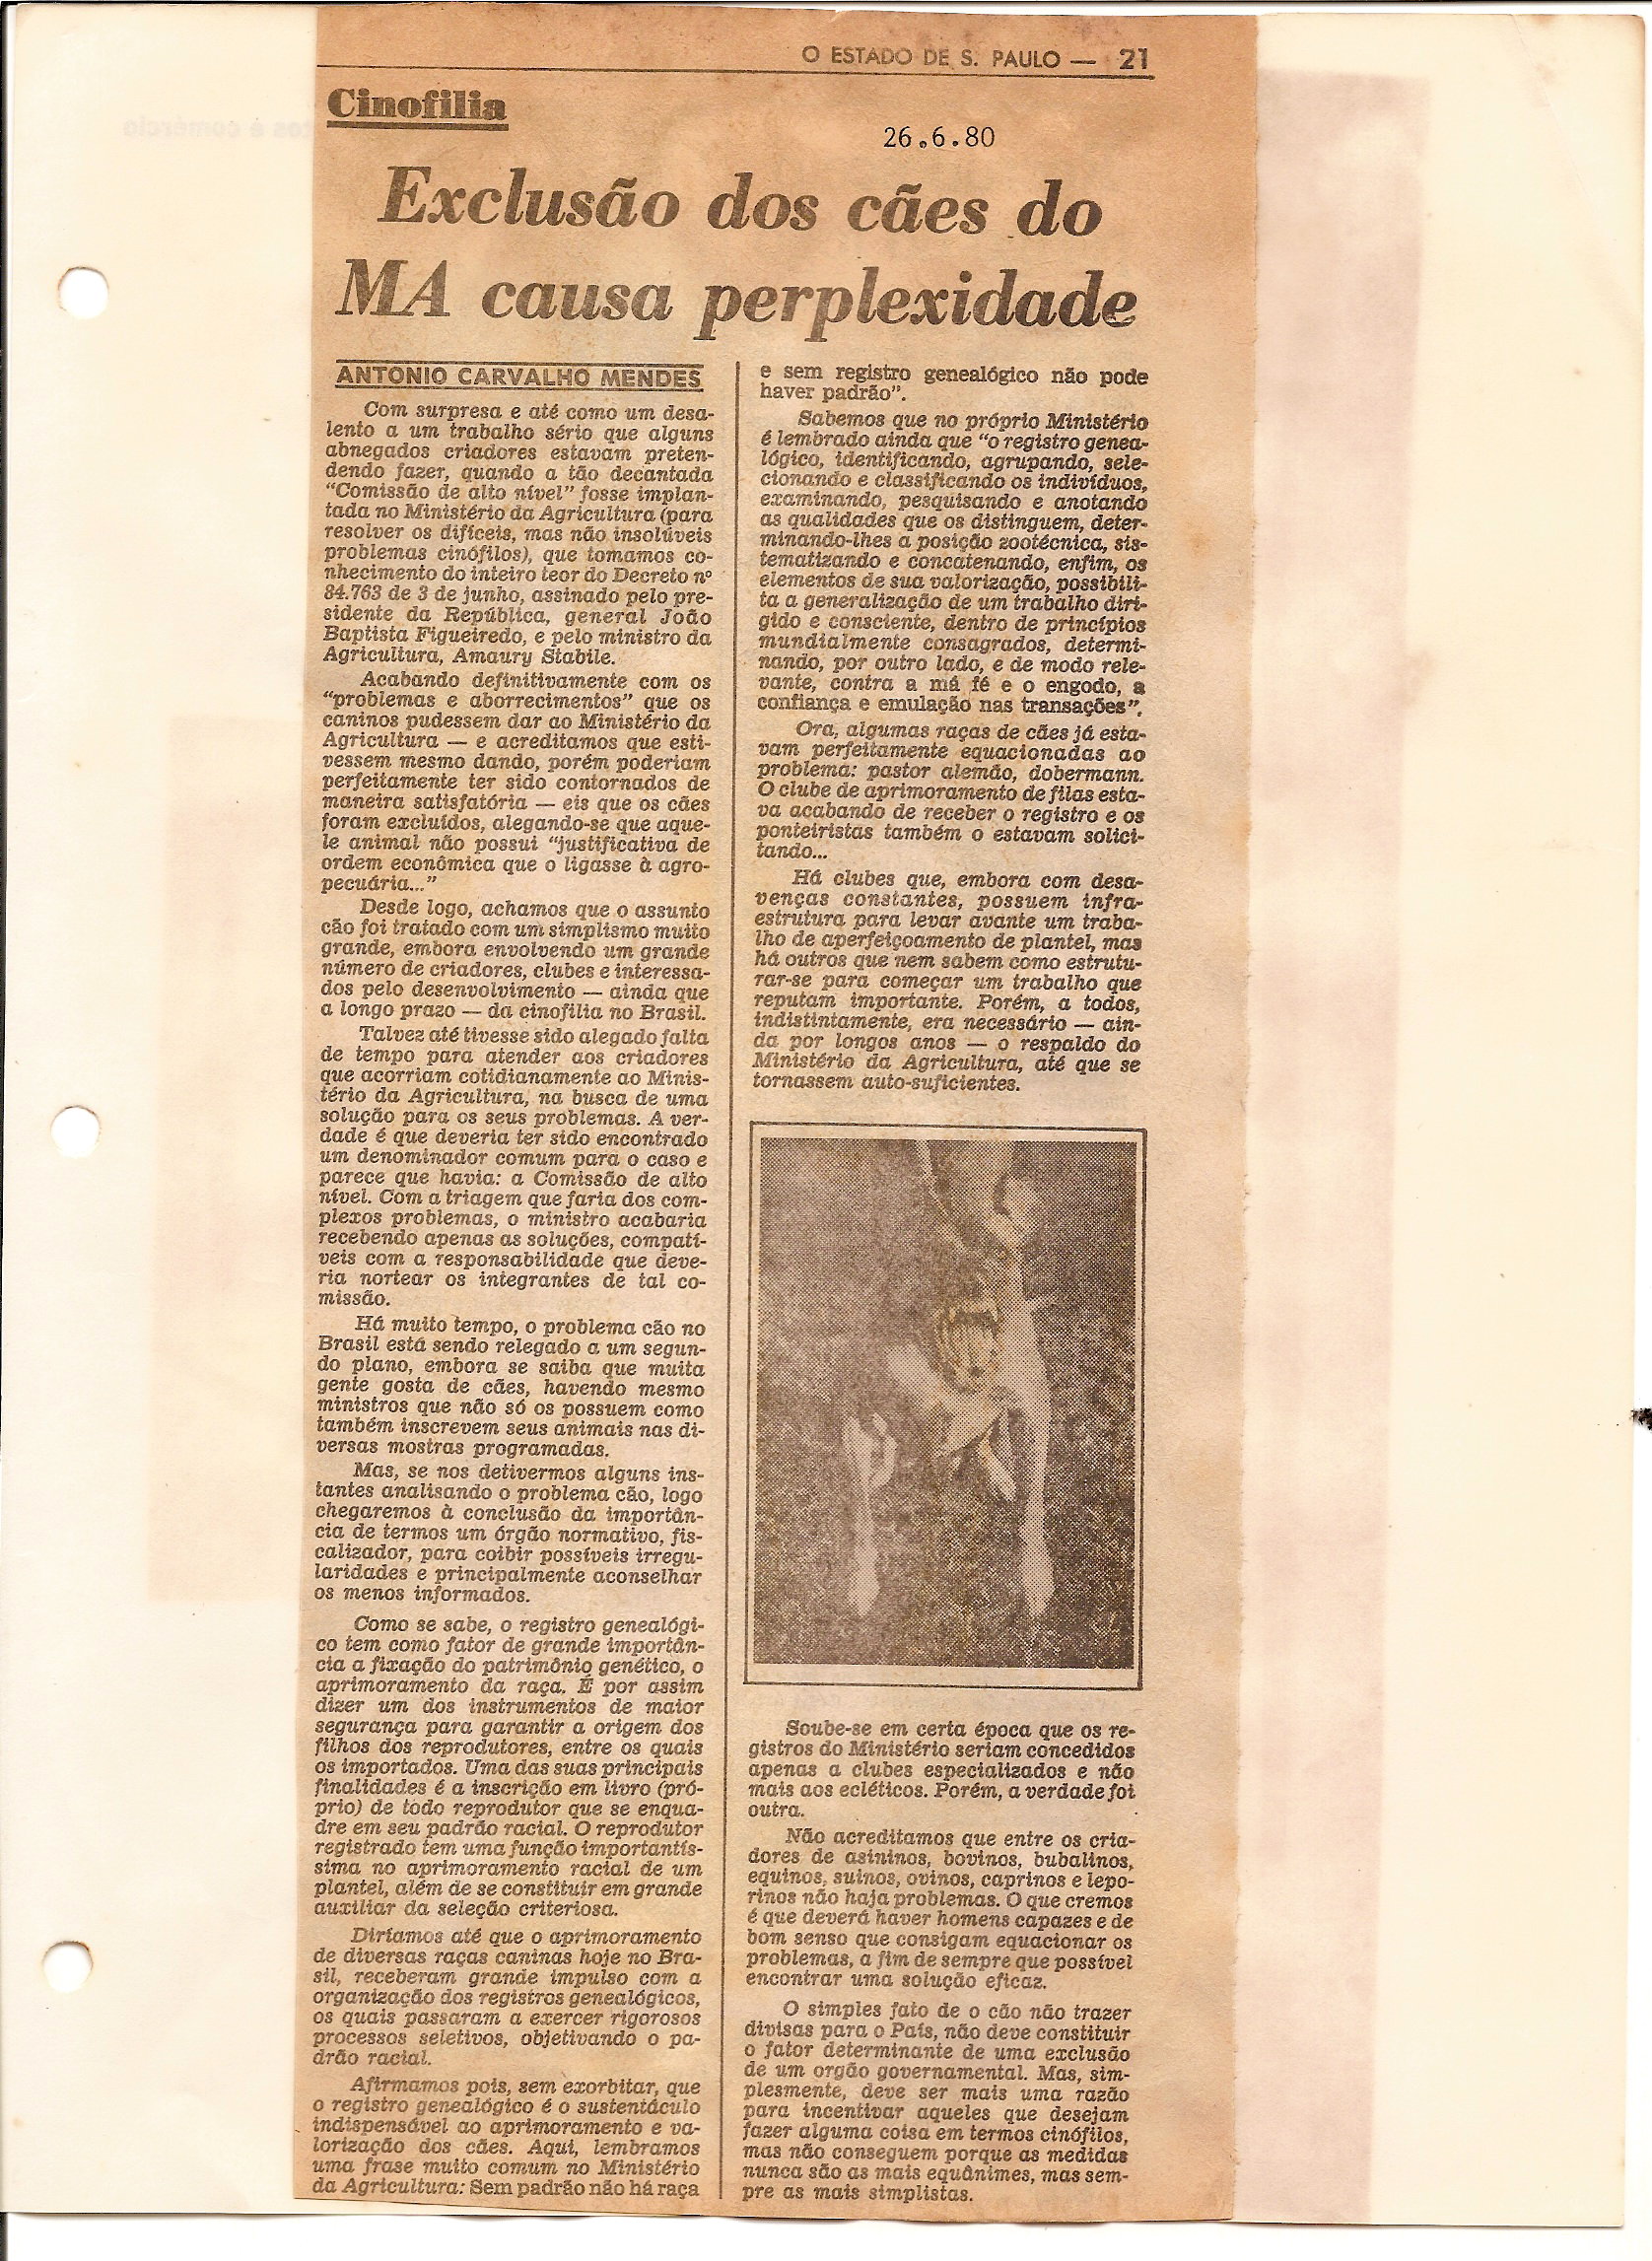 O ESTADO DE S. PAULO — 21
Cinofilia
26.6.80
Exclusão dos cães do
MA causa perplexidade
ANTONIO CARVALHO MENDES
Com surpresa e até como um desa-
lento a um trabalho sério que alguns
abnegados criadores estavam preten-
dendo fazer, quando a tão decantada
“Comissão de alto nível” fosse implan-
tada no Ministério da Agricultura (para
resolver os difíceis, mas não insolúveis
problemas cinófilos), que tomamos co-
nhecimento do inteiro teor do Decreto nº
84.763 de 3 de junho, assinado pelo pre-
sidente da República, general João
Baptista Figueiredo, e pelo ministro da
Agricultura, Amaury Stabile.
Acabando definitivamente com os
“problemas e aborrecimentos” que os
caninos pudessem dar ao Ministério da
Agricultura — e acreditamos que esti-
vessem mesmo dando, porém poderiam
perfeitamente ter sido contornados de
maneira satisfatória — eis que os cães
foram excluídos, alegando-se que aque-
le animal não possui “justificativa de
ordem econômica que o ligasse à agro-
pecuária...”
Desde logo, achamos que o assunto
cão foi tratado com um simplismo muito
grande, embora envolvendo um grande
número de criadores, clubes e interessa-
dos pelo desenvolvimento — ainda que
a longo prazo — da cinofilia no Brasil.
Talvez até tivesse sido alegado falta
de tempo para atender aos criadores
que acorriam cotidianamente ao Minis-
tério da Agricultura, na busca de uma
solução para os seus problemas. A ver-
dade é que deveria ter sido encontrado
um denominador comum para o caso e
parece que havia: a Comissão de alto
nível. Com a triagem que faria dos com-
plexos problemas, o ministro acabaria
recebendo apenas as soluções, compatí-
veis com a responsabilidade que deve-
ria nortear os integrantes de tal co-
missão.
Há muito tempo, o problema cão no
Brasil está sendo relegado a um segun-
do plano, embora se saiba que muita
gente gosta de cães, havendo mesmo
ministros que não só os possuem como
também inscrevem seus animais nas di-
versas mostras programadas.
Mas, se nos detivermos alguns ins-
tantes analisando o problema cão, logo
chegaremos à conclusão da importân-
cia de termos um órgão normativo, fis-
calizador, para coibir possíveis irregu-
laridades e principalmente aconselhar
os menos informados.
Como se sabe, o registro genealógi-
co tem como fator de grande importân-
cia a fixação do patrimônio genético, o
aprimoramento da raça. É por assim
dizer um dos instrumentos de maior
segurança para garantir a origem dos
filhos dos reprodutores, entre os quais
os importados. Uma das suas principais
finalidades é a inscrição em livro (pró-
prio) de todo reprodutor que se enqua-
dre em seu padrão racial. O reprodutor
registrado tem uma função importantís-
sima no aprimoramento racial de um
plantel, além de se constituir em grande
auxiliar da seleção criteriosa.
Diríamos até que o aprimoramento
de diversas raças caninas hoje no Bra-
sil, receberam grande impulso com a
organização dos registros genealógicos,
os quais passaram a exercer rigorosos
processos seletivos, objetivando o pa-
drão racial.
Afirmamos pois, sem exorbitar, que
o registro genealógico é o sustentáculo
indispensável ao aprimoramento e va-
lorização dos cães. Aqui, lembramos
uma frase muito comum no Ministério
da Agricultura: Sem padrão não há raça
e sem registro genealógico não pode
haver padrão”.
Sabemos que no próprio Ministério
é lembrado ainda que “o registro genea-
lógico, identificando, agrupando, sele-
cionando e classificando os indivíduos,
examinando, pesquisando e anotando
as qualidades que os distinguem, deter-
minando-lhes a posição zootécnica, sis-
tematizando e concatenando, enfim, os
elementos de sua valorização, possibili-
ta a generalização de um trabalho diri-
gido e consciente, dentro de princípios
mundialmente consagrados, determi-
nando, por outro lado, e de modo rele-
vante, contra a má fé e o engodo, a
confiança e emulação nas transações”.
Ora, algumas raças de cães já esta-
vam perfeitamente equacionadas ao
problema: pastor alemão, dobermann.
O clube de aprimoramento de filas esta-
va acabando de receber o registro e os
ponteiristas também o estavam solici-
tando...
Há clubes que, embora com desa-
venças constantes, possuem infra-
estrutura para levar avante um traba-
lho de aperfeiçoamento de plantel, mas
há outros que nem sabem como estrutu-
rar-se para começar um trabalho que
reputam importante. Porém, a todos,
indistintamente, era necessário — ain-
da por longos anos — o respaldo do
Ministério da Agricultura, até que se
tornassem auto-suficientes.
Soube-se em certa época que os re-
gistros do Ministério seriam concedidos
apenas a clubes especializados e não
mais aos ecléticos. Porém, a verdade foi
outra.
Não acreditamos que entre os cria-
dores de asininos, bovinos, bubalinos,
equinos, suinos, ovinos, caprinos e lepo-
rinos não haja problemas. O que cremos
é que deverá haver homens capazes e de
bom senso que consigam equacionar os
problemas, a fim de sempre que possível
encontrar uma solução eficaz.
O simples fato de o cão não trazer
divisas para o País, não deve constituir
o fator determinante de uma exclusão
de um orgão governamental. Mas, sim-
plesmente, deve ser mais uma razão
para incentivar aqueles que desejam
fazer alguma coisa em termos cinófilos,
mas não conseguem porque as medidas
nunca são as mais equânimes, mas sem-
pre as mais simplistas.